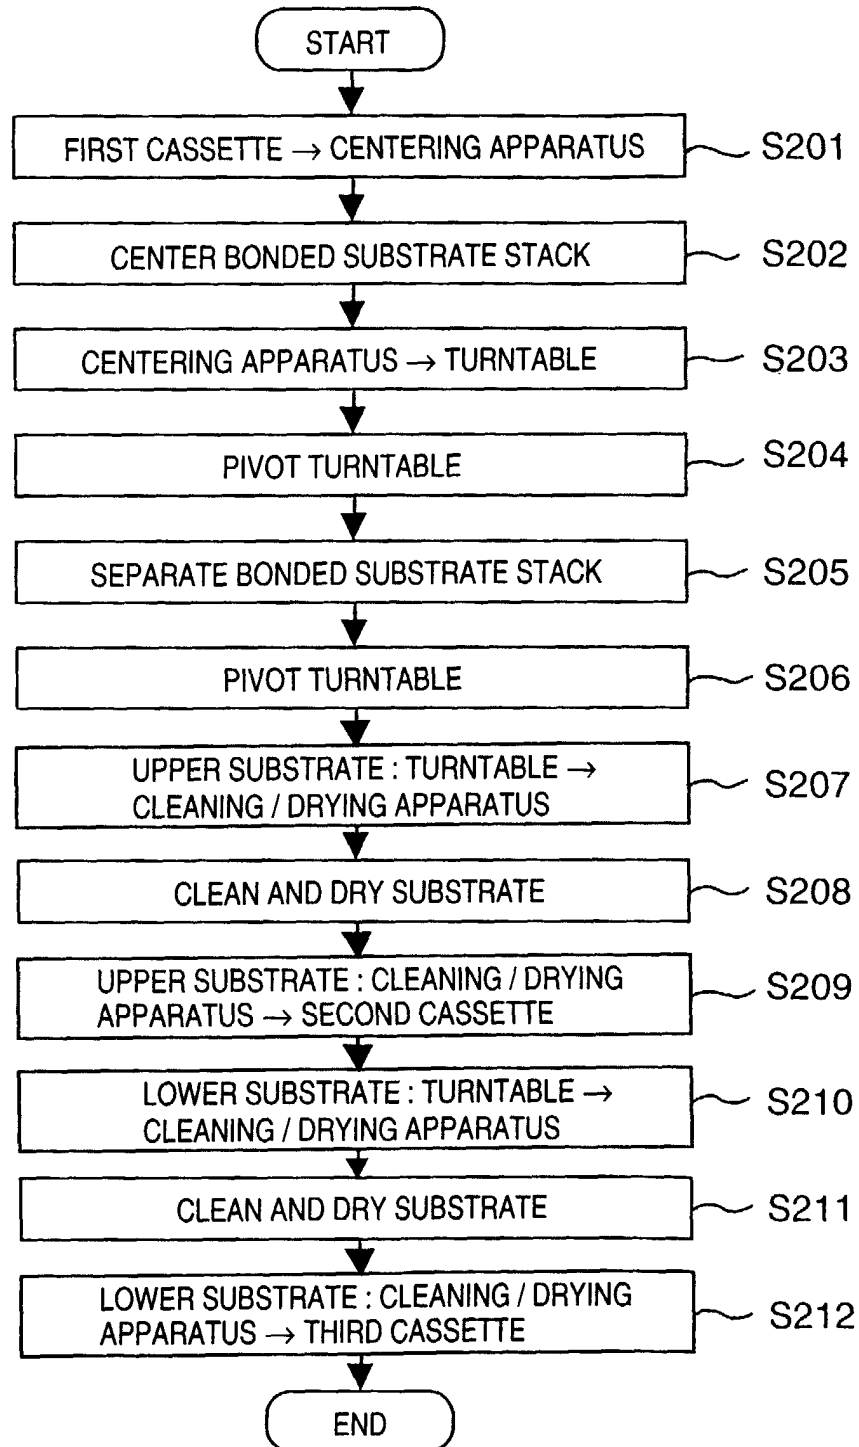 START
FIRST CASSETTE → CENTERING APPARATUS
S201
CENTER BONDED SUBSTRATE STACK
S202
CENTERING APPARATUS → TURNTABLE
S203
PIVOT TURNTABLE
S204
SEPARATE BONDED SUBSTRATE STACK
S205
PIVOT TURNTABLE
S206
UPPER SUBSTRATE : TURNTABLE →
CLEANING / DRYING APPARATUS
S207
CLEAN AND DRY SUBSTRATE
S208
UPPER SUBSTRATE : CLEANING / DRYING
APPARATUS → SECOND CASSETTE
S209
LOWER SUBSTRATE : TURNTABLE →
CLEANING / DRYING APPARATUS
S210
CLEAN AND DRY SUBSTRATE
S211
LOWER SUBSTRATE : CLEANING / DRYING
APPARATUS → THIRD CASSETTE
S212
END